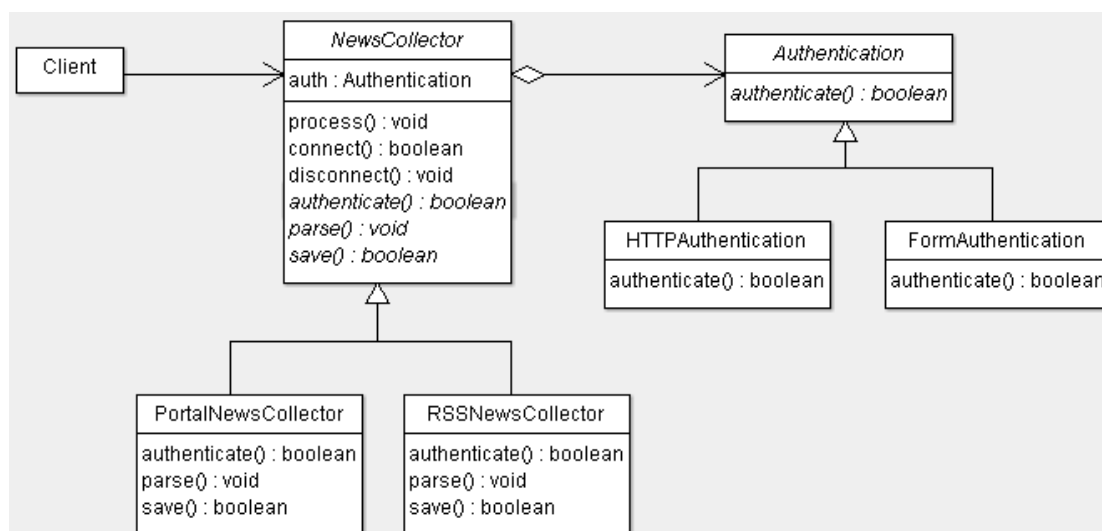 Client
NewsCollector
auth : Authentication
process() : void
connect() : boolean
disconnect() : void
authenticate() : boolean
parse() : void
save() : boolean
Authentication
authenticate() : boolean
HTTPAuthentication
authenticate() : boolean
FormAuthentication
authenticate() : boolean
PortalNewsCollector
authenticate() : boolean
parse() : void
save() : boolean
RSSNewsCollector
authenticate() : boolean
parse() : void
save() : boolean